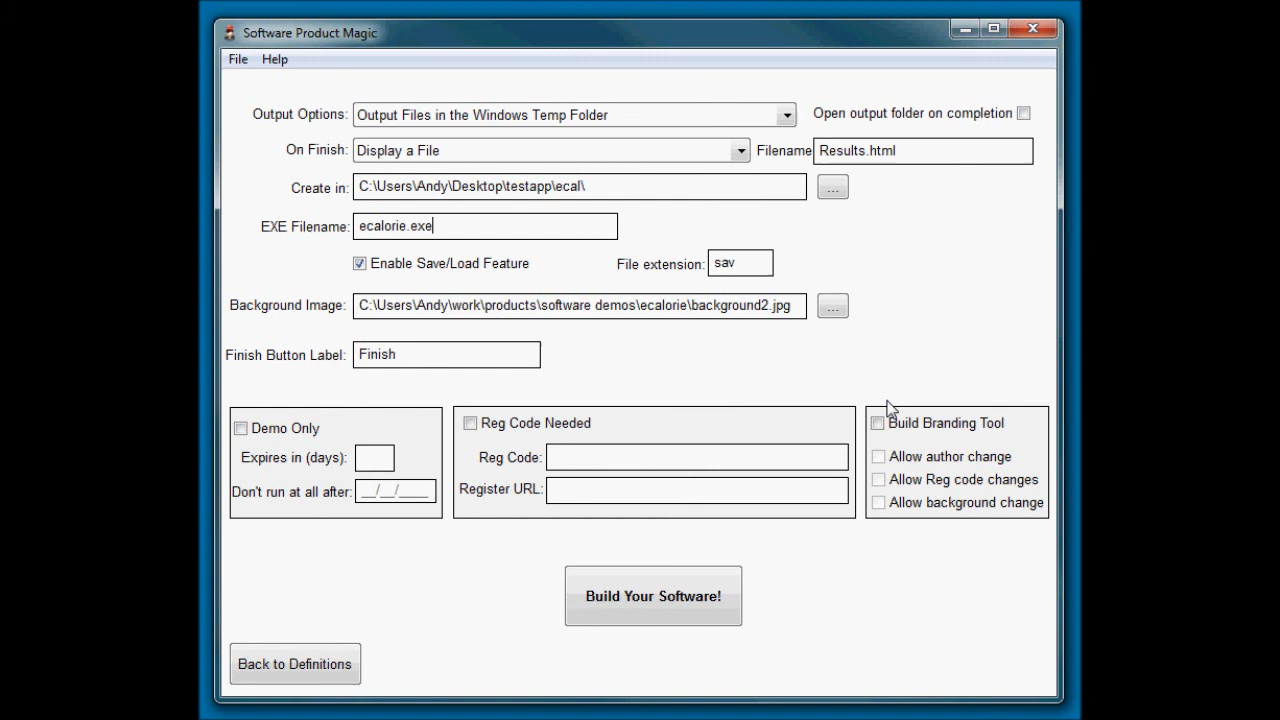 Software Product Magic
File Help
Output Options: Output Files in the Windows Temp Folder Open output folder on completion
On Finish: Display a File Filename Results.html
Create in: C:\Users\Andy\Desktop\testapp\ecal\ ...
EXE Filename: ecalorie.exe
Enable Save/Load Feature File extension: sav
Background Image: C:\Users\Andy\work\products\software demos\ecalorie\background2.jpg ...
Finish Button Label: Finish
Demo Only
Expires in (days):
Don't run at all after: __/__/____
Reg Code Needed
Reg Code:
Register URL:
Build Branding Tool
Allow author change
Allow Reg code changes
Allow background change
Build Your Software!
Back to Definitions